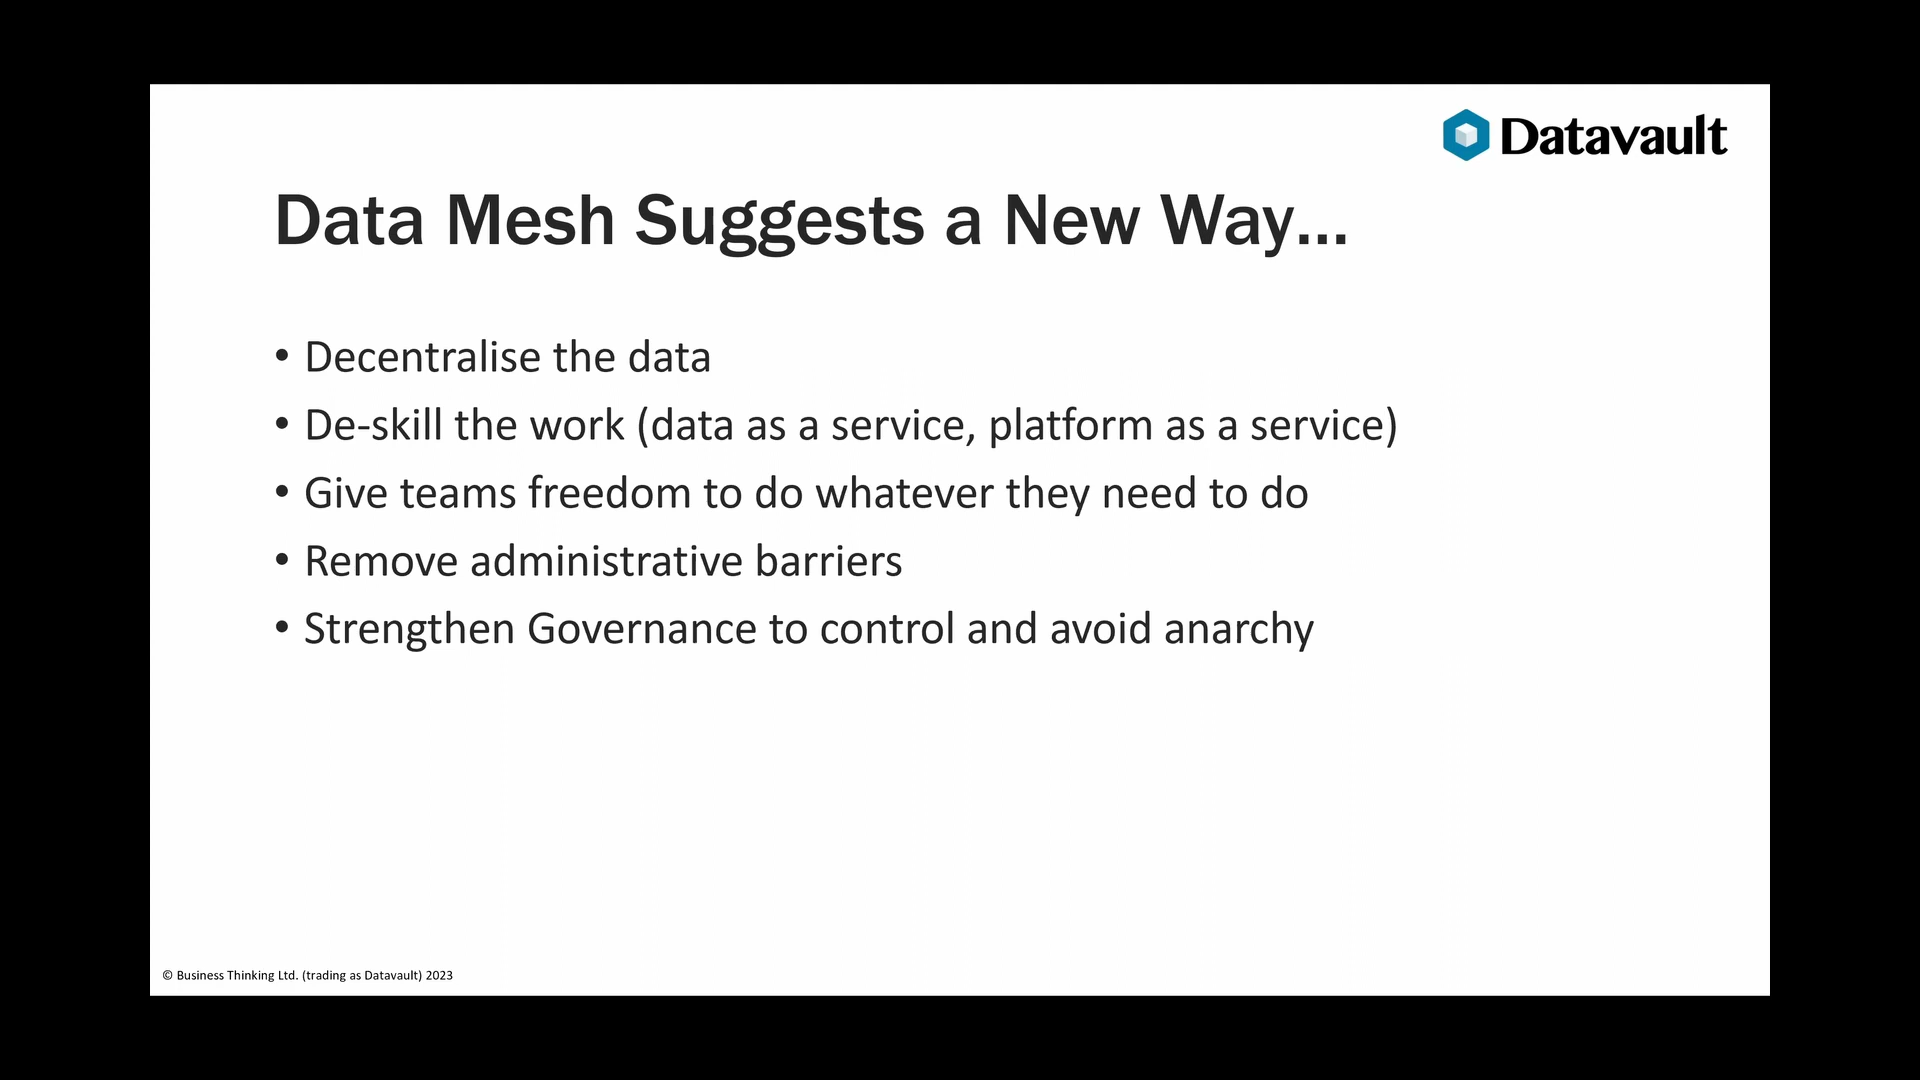 Datavault
Data Mesh Suggests a New Way...
• Decentralise the data
• De-skill the work (data as a service, platform as a service)
• Give teams freedom to do whatever they need to do
• Remove administrative barriers
• Strengthen Governance to control and avoid anarchy
© Business Thinking Ltd. (trading as Datavault) 2023